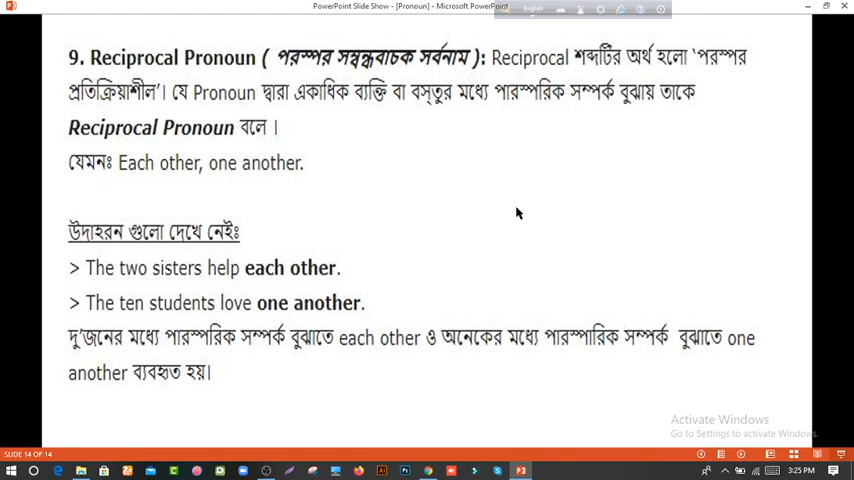 PowerPoint Slide Show - [Pronoun] - Microsoft PowerPoint
English
9. Reciprocal Pronoun ( পরস্পর সম্বন্ধবাচক সর্বনাম ): Reciprocal শব্দটির অর্থ হলো ‘পরস্পর
প্রতিক্রিয়াশীল’। যে Pronoun দ্বারা একাধিক ব্যক্তি বা বস্তুর মধ্যে পারস্পরিক সম্পর্ক বুঝায় তাকে
Reciprocal Pronoun বলে ।
যেমনঃ Each other, one another.
উদাহরন গুলো দেখে নেইঃ
> The two sisters help each other.
> The ten students love one another.
দু’জনের মধ্যে পারস্পরিক সম্পর্ক বুঝাতে each other ও অনেকের মধ্যে পারস্পারিক সম্পর্ক বুঝাতে one
another ব্যবহৃত হয়।
Activate Windows
Go to Settings to activate Windows.
SLIDE 14 OF 14
3:25 PM